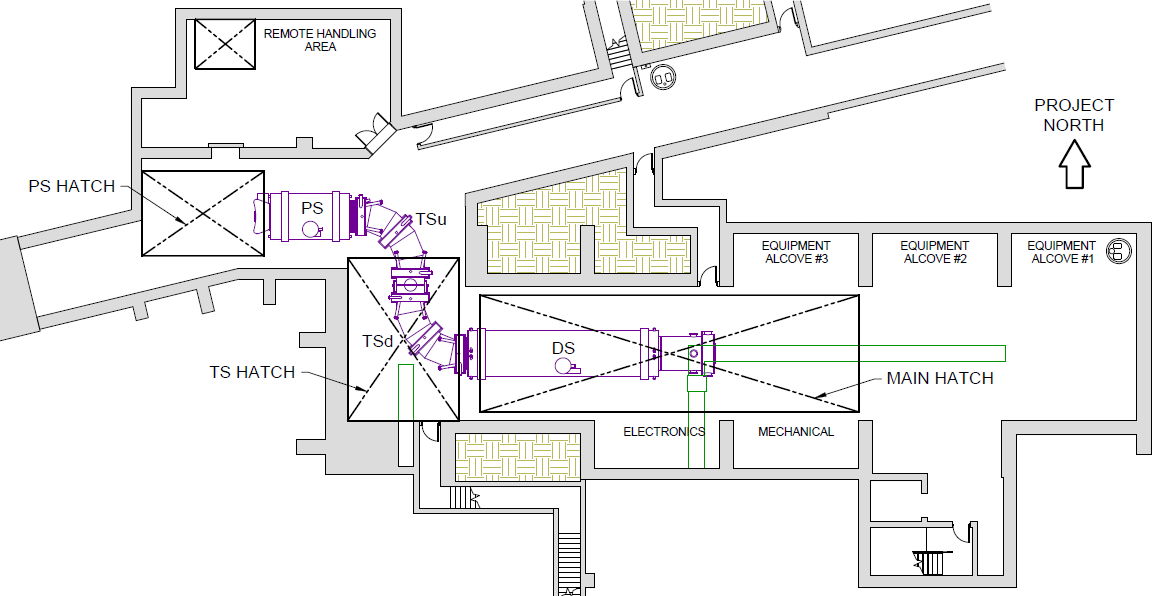 REMOTE HANDLING
AREA
PROJECT
NORTH
PS HATCH
PS
TSu
EQUIPMENT
ALCOVE #3
EQUIPMENT
ALCOVE #2
EQUIPMENT
ALCOVE #1
TSd
DS
TS HATCH
MAIN HATCH
ELECTRONICS
MECHANICAL